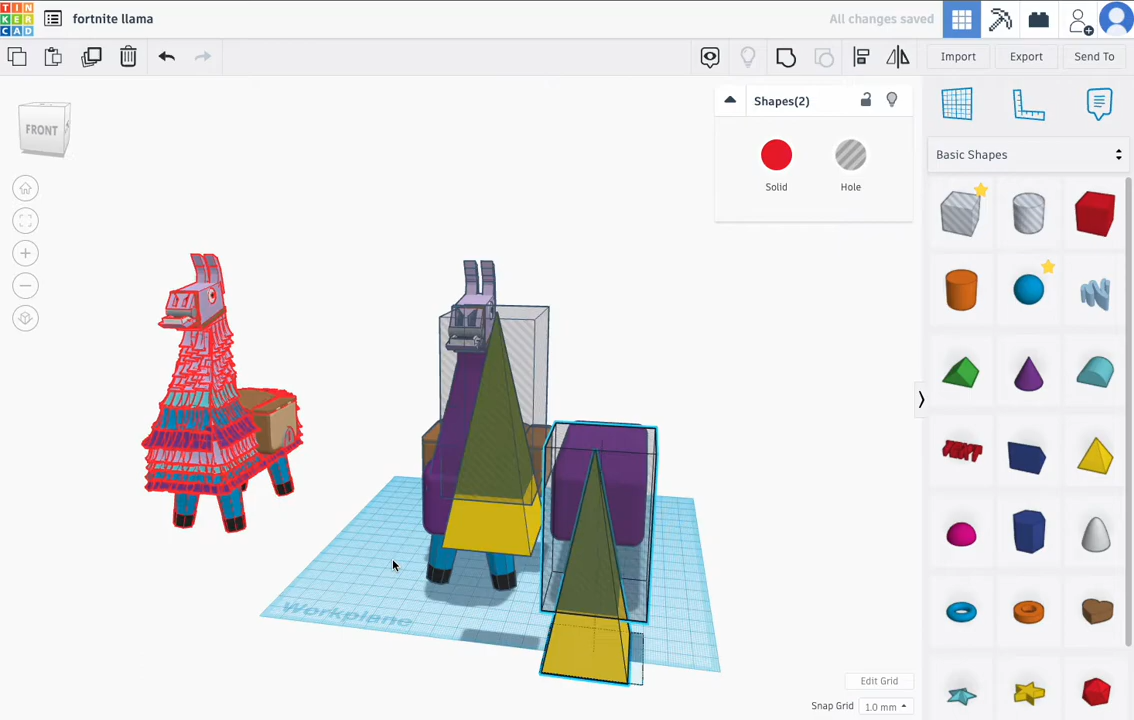 TIN
KER
CAD
fortnite llama
All changes saved
Import
Export
Send To
FRONT
Shapes(2)
Solid
Hole
Basic Shapes
TEXT
Workplane
Edit Grid
Snap Grid
1.0 mm